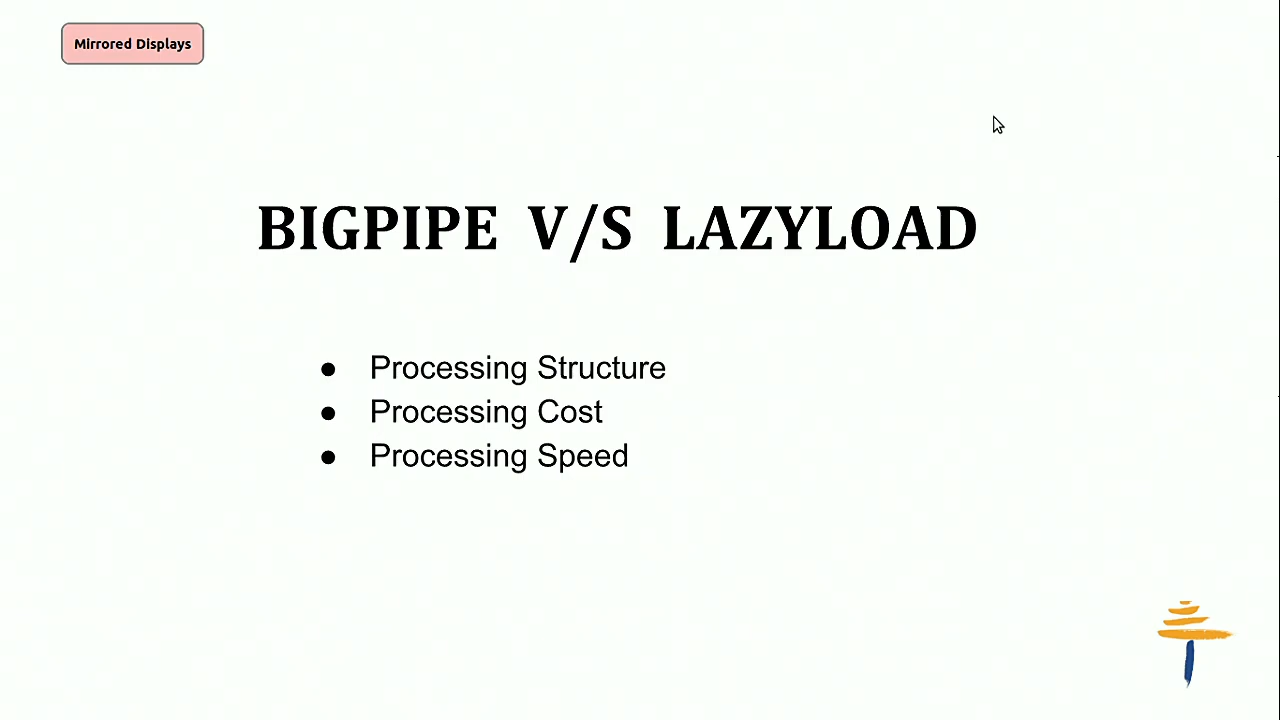 Mirrored Displays
BIGPIPE V/S LAZYLOAD
● Processing Structure
● Processing Cost
● Processing Speed